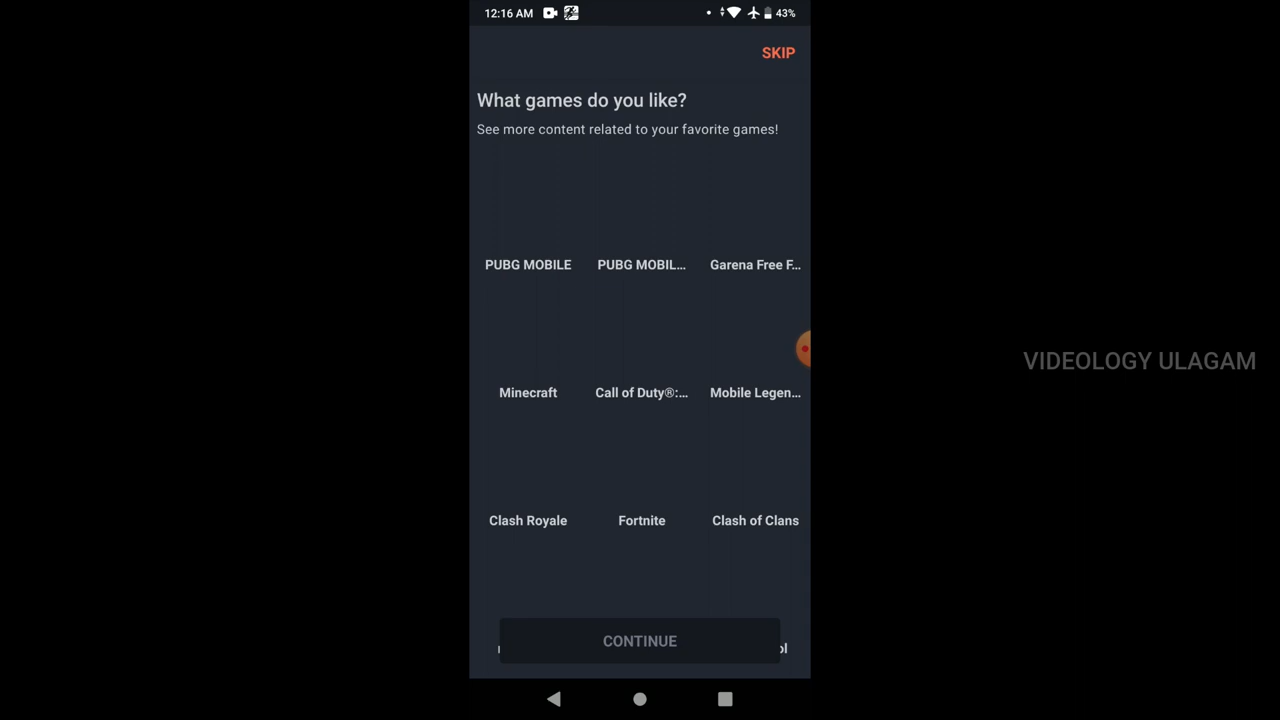 12:16 AM
43%
SKIP
What games do you like?
See more content related to your favorite games!
PUBG MOBILE
PUBG MOBIL...
Garena Free F...
Minecraft
Call of Duty®:...
Mobile Legen...
Clash Royale
Fortnite
Clash of Clans
CONTINUE
VIDEOLOGY ULAGAM